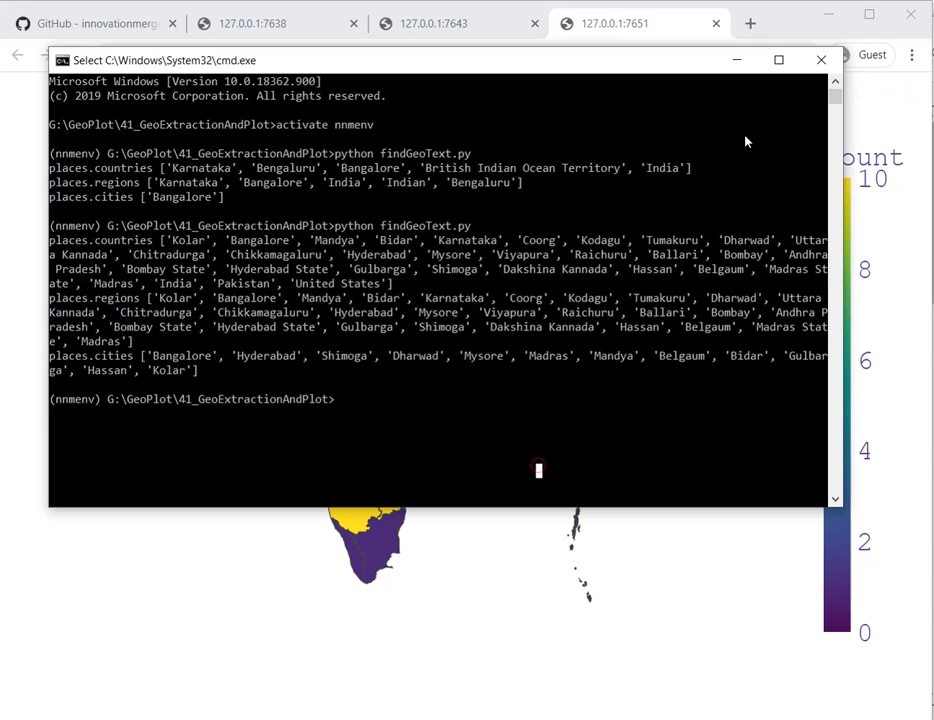 GitHub - innovationmerge
127.0.0.1:7638
127.0.0.1:7643
127.0.0.1:7651
Guest
Select C:\Windows\System32\cmd.exe
Microsoft Windows [Version 10.0.18362.900]
(c) 2019 Microsoft Corporation. All rights reserved.
G:\GeoPlot\41_GeoExtractionAndPlot>activate nnmenv
(nnmenv) G:\GeoPlot\41_GeoExtractionAndPlot>python findGeoText.py
places.countries ['Karnataka', 'Bengaluru', 'Bangalore', 'British Indian Ocean Territory', 'India']
places.regions ['Karnataka', 'Bangalore', 'India', 'Indian', 'Bengaluru']
places.cities ['Bangalore']
(nnmenv) G:\GeoPlot\41_GeoExtractionAndPlot>python findGeoText.py
places.countries ['Kolar', 'Bangalore', 'Mandya', 'Bidar', 'Karnataka', 'Coorg', 'Kodagu', 'Tumakuru', 'Dharwad', 'Uttar
a Kannada', 'Chitradurga', 'Chikkamagaluru', 'Hyderabad', 'Mysore', 'Viyapura', 'Raichuru', 'Ballari', 'Bombay', 'Andhra
 Pradesh', 'Bombay State', 'Hyderabad State', 'Gulbarga', 'Shimoga', 'Dakshina Kannada', 'Hassan', 'Belgaum', 'Madras St
ate', 'Madras', 'India', 'Pakistan', 'United States']
places.regions ['Kolar', 'Bangalore', 'Mandya', 'Bidar', 'Karnataka', 'Coorg', 'Kodagu', 'Tumakuru', 'Dharwad', 'Uttara
Kannada', 'Chitradurga', 'Chikkamagaluru', 'Hyderabad', 'Mysore', 'Viyapura', 'Raichuru', 'Ballari', 'Bombay', 'Andhra P
radesh', 'Bombay State', 'Hyderabad State', 'Gulbarga', 'Shimoga', 'Dakshina Kannada', 'Hassan', 'Belgaum', 'Madras Stat
e', 'Madras']
places.cities ['Bangalore', 'Hyderabad', 'Shimoga', 'Dharwad', 'Mysore', 'Madras', 'Mandya', 'Belgaum', 'Bidar', 'Gulbar
ga', 'Hassan', 'Kolar']
(nnmenv) G:\GeoPlot\41_GeoExtractionAndPlot>
ount
10
8
6
4
2
0